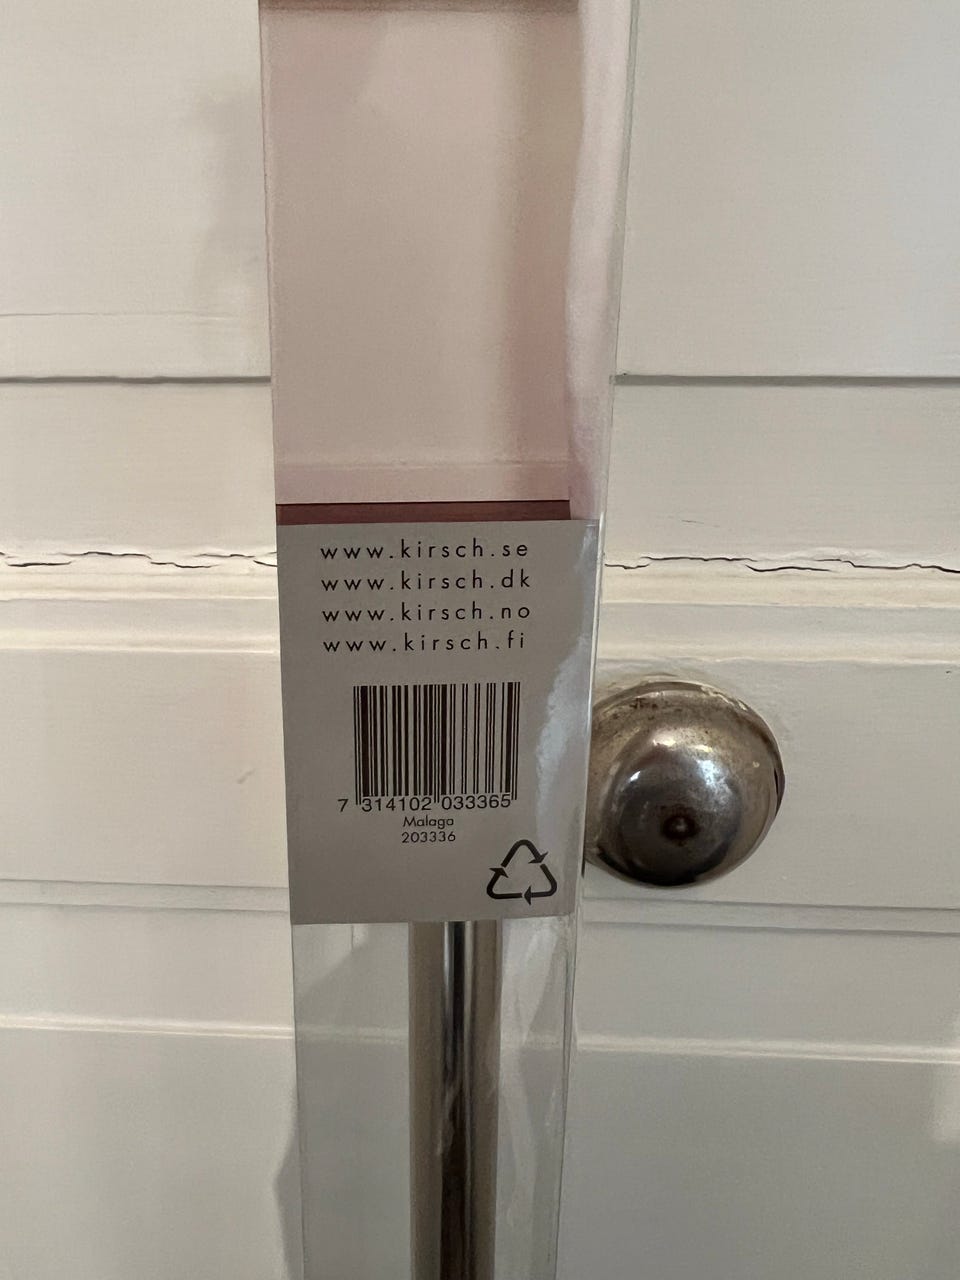 www.kirsch.se
www.kirsch.dk
www.kirsch.no
www.kirsch.fi
7 314102 033365
Malaga
203336